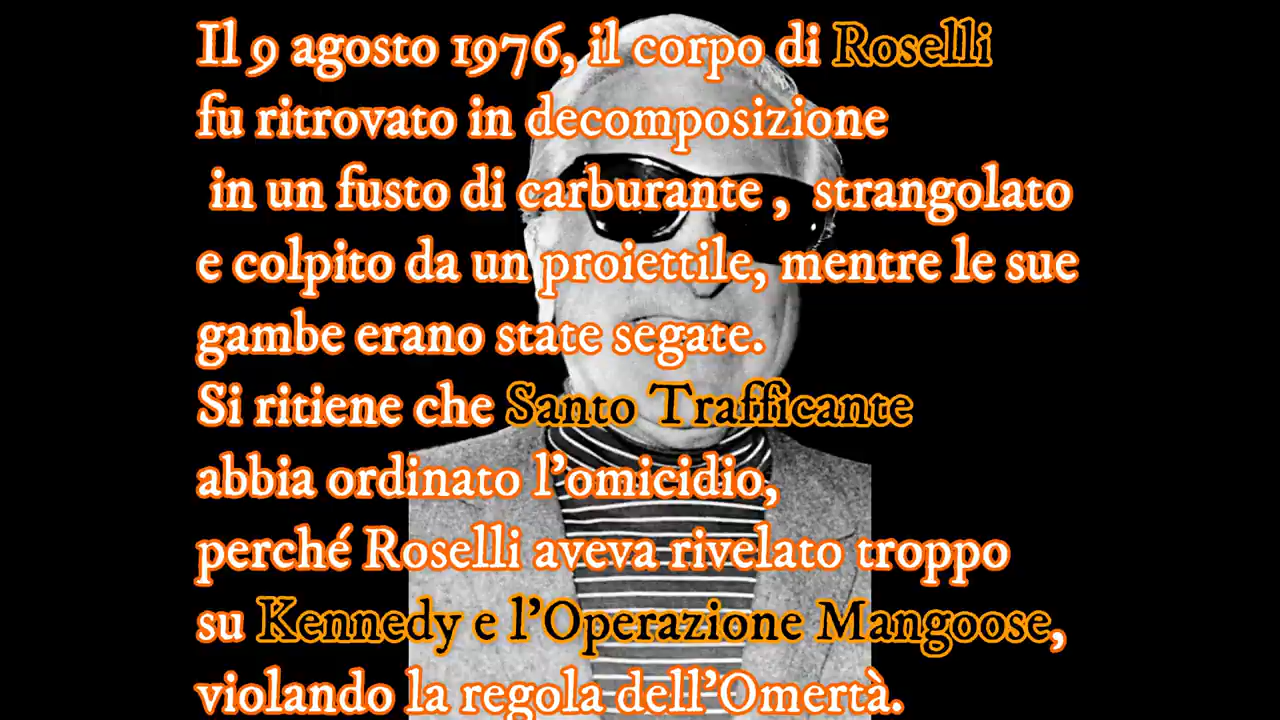 Il 9 agosto 1976, il corpo di Roselli
fu ritrovato in decomposizione
in un fusto di carburante , strangolato
e colpito da un proiettile, mentre le sue
gambe erano state segate.
Si ritiene che Santo Trafficante
abbia ordinato l'omicidio,
perché Roselli aveva rivelato troppo
su Kennedy e l'Operazione Mangoose,
violando la regola dell'Omertà.